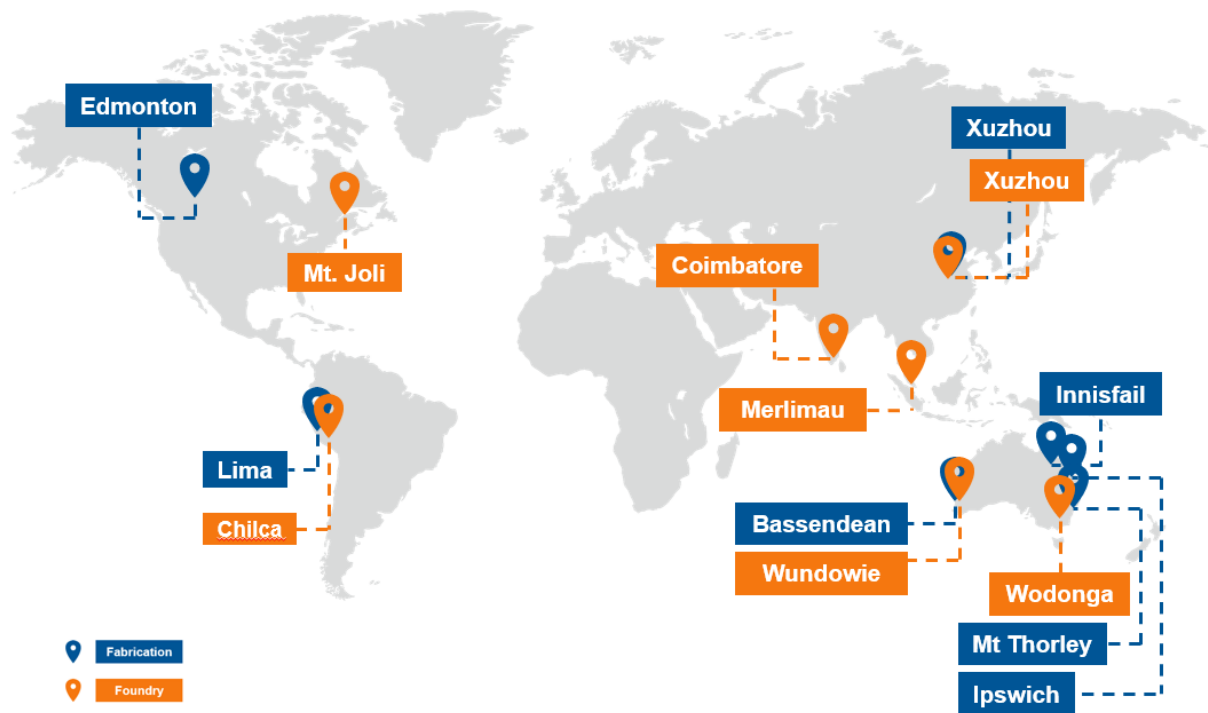 Edmonton
Xuzhou
Xuzhou
Mt. Joli
Coimbatore
Merlimau
Innisfail
Lima
Chilca
Bassendean
Wundowie
Wodonga
Mt Thorley
Ipswich
Fabrication
Foundry